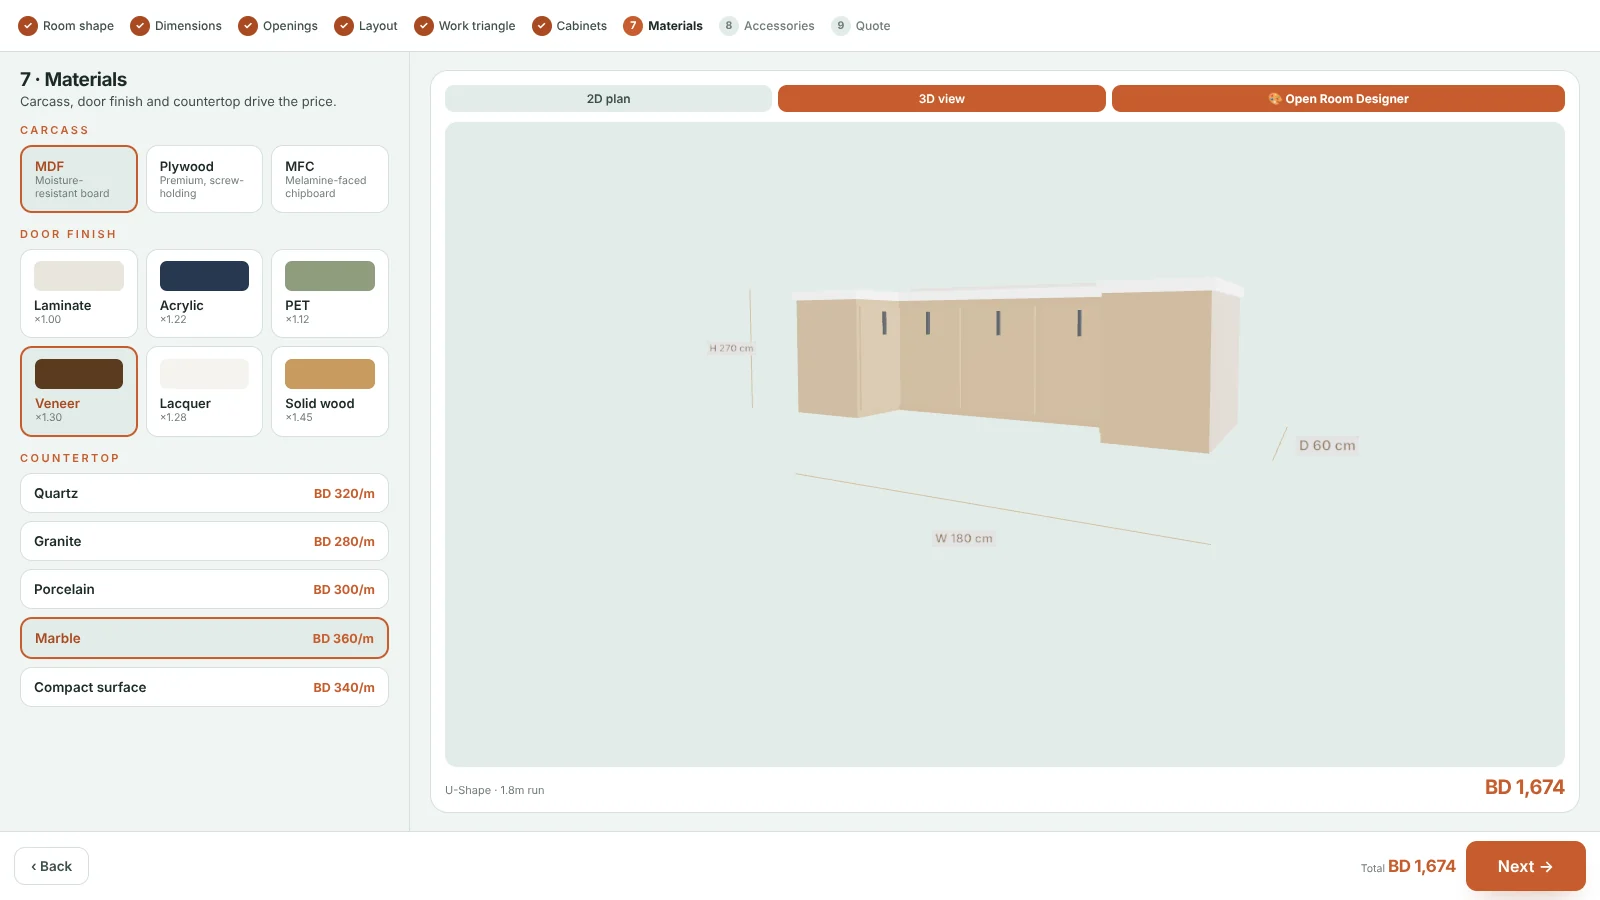 Room shape
Dimensions
Openings
Layout
Work triangle
Cabinets
7 Materials
8 Accessories
9 Quote
7 · Materials
Carcass, door finish and countertop drive the price.
CARCASS
MDF
Moisture-
resistant board
Plywood
Premium, screw-
holding
MFC
Melamine-faced
chipboard
DOOR FINISH
Laminate
×1.00
Acrylic
×1.22
PET
×1.12
Veneer
×1.30
Lacquer
×1.28
Solid wood
×1.45
COUNTERTOP
Quartz BD 320/m
Granite BD 280/m
Porcelain BD 300/m
Marble BD 360/m
Compact surface BD 340/m
2D plan
3D view
🎨 Open Room Designer
H 270 cm
D 60 cm
W 180 cm
U-Shape · 1.8m run
BD 1,674
‹ Back
Total BD 1,674
Next →